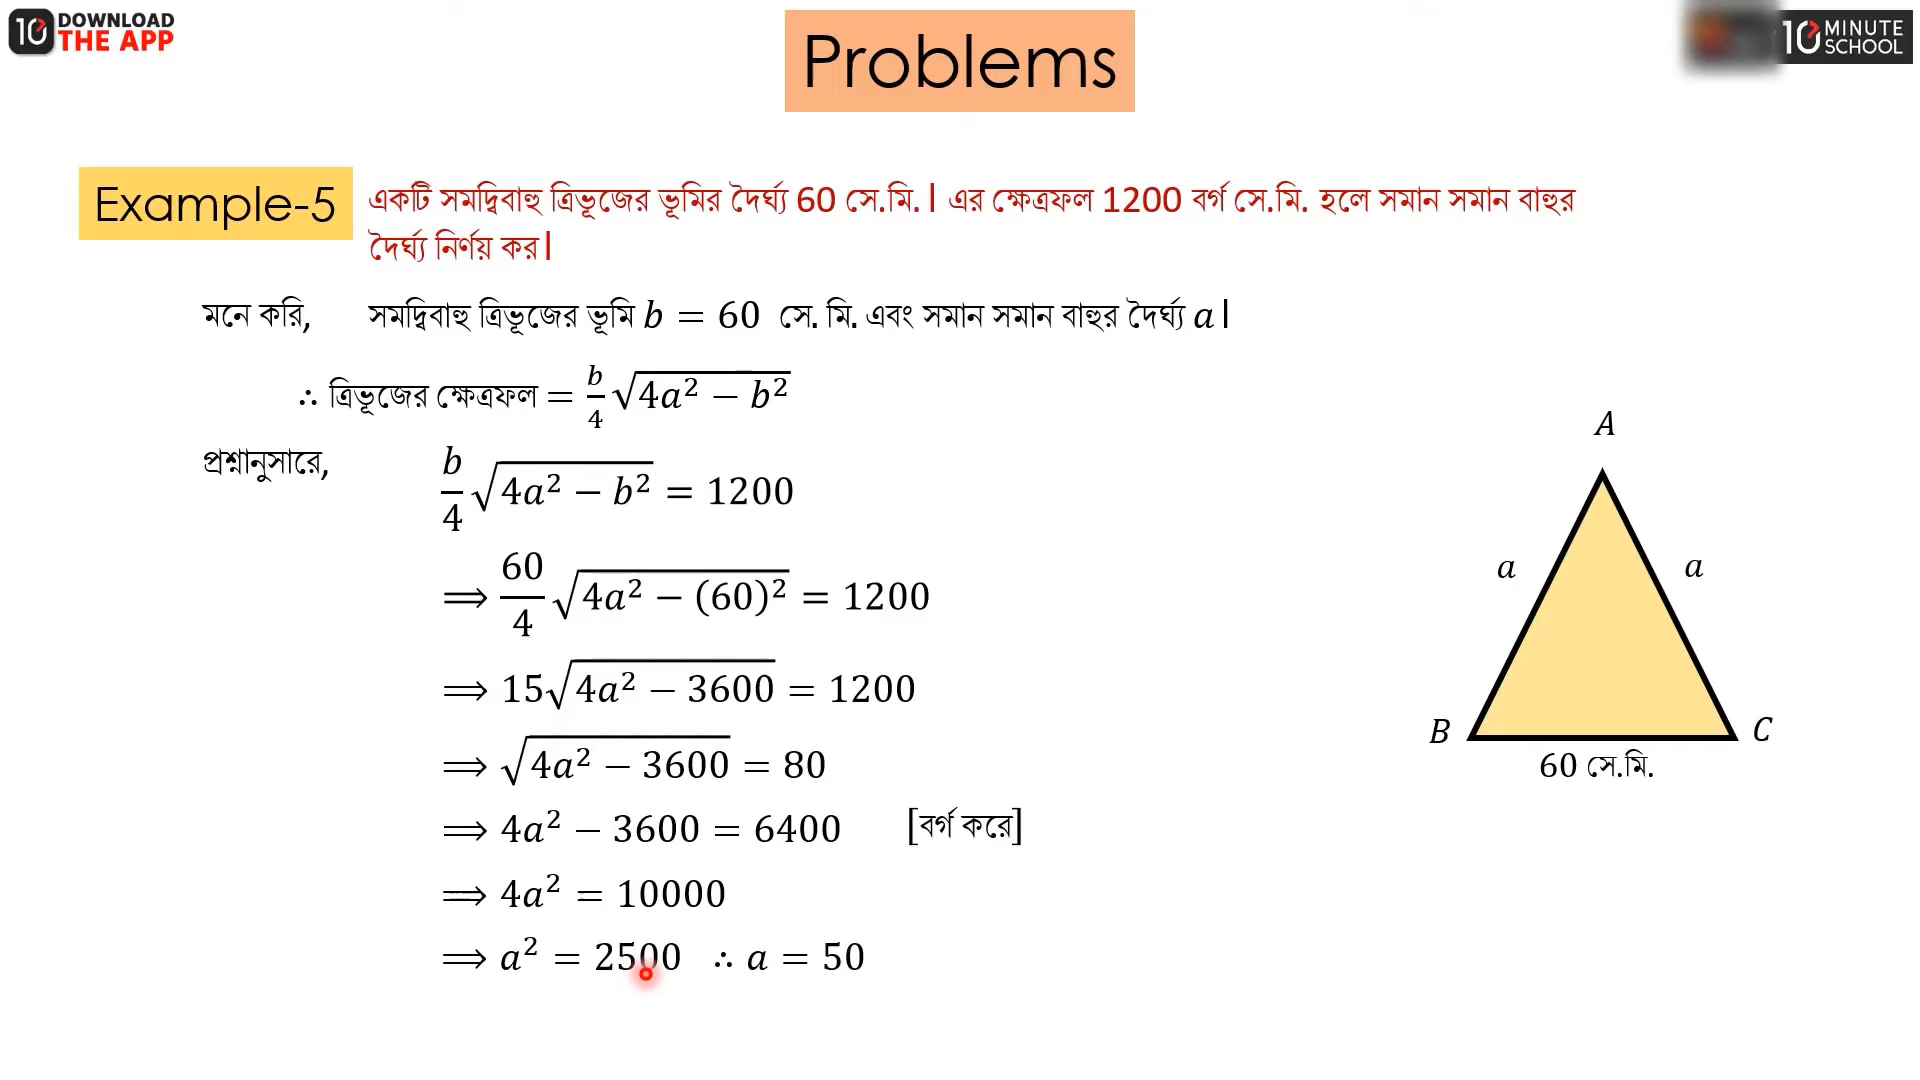 10 DOWNLOAD
THE APP
Problems
10 MINUTE
SCHOOL
Example-5
একটি সমদ্বিবাহু ত্রিভূজের ভূমির দৈর্ঘ্য 60 সে.মি.। এর ক্ষেত্রফল 1200 বর্গ সে.মি. হলে সমান সমান বাহুর
দৈর্ঘ্য নির্ণয় কর।
মনে করি, সমদ্বিবাহু ত্রিভূজের ভূমি b = 60 সে. মি. এবং সমান সমান বাহুর দৈর্ঘ্য a।
∴ ত্রিভূজের ক্ষেত্রফল = b/4 √(4a² − b²)
প্রশ্নানুসারে, b/4 √(4a² − b²) = 1200
⟹ 60/4 √(4a² − (60)²) = 1200
⟹ 15√(4a² − 3600) = 1200
⟹ √(4a² − 3600) = 80
⟹ 4a² − 3600 = 6400 [বর্গ করে]
⟹ 4a² = 10000
⟹ a² = 2500 ∴ a = 50
A
a a
B C
60 সে.মি.